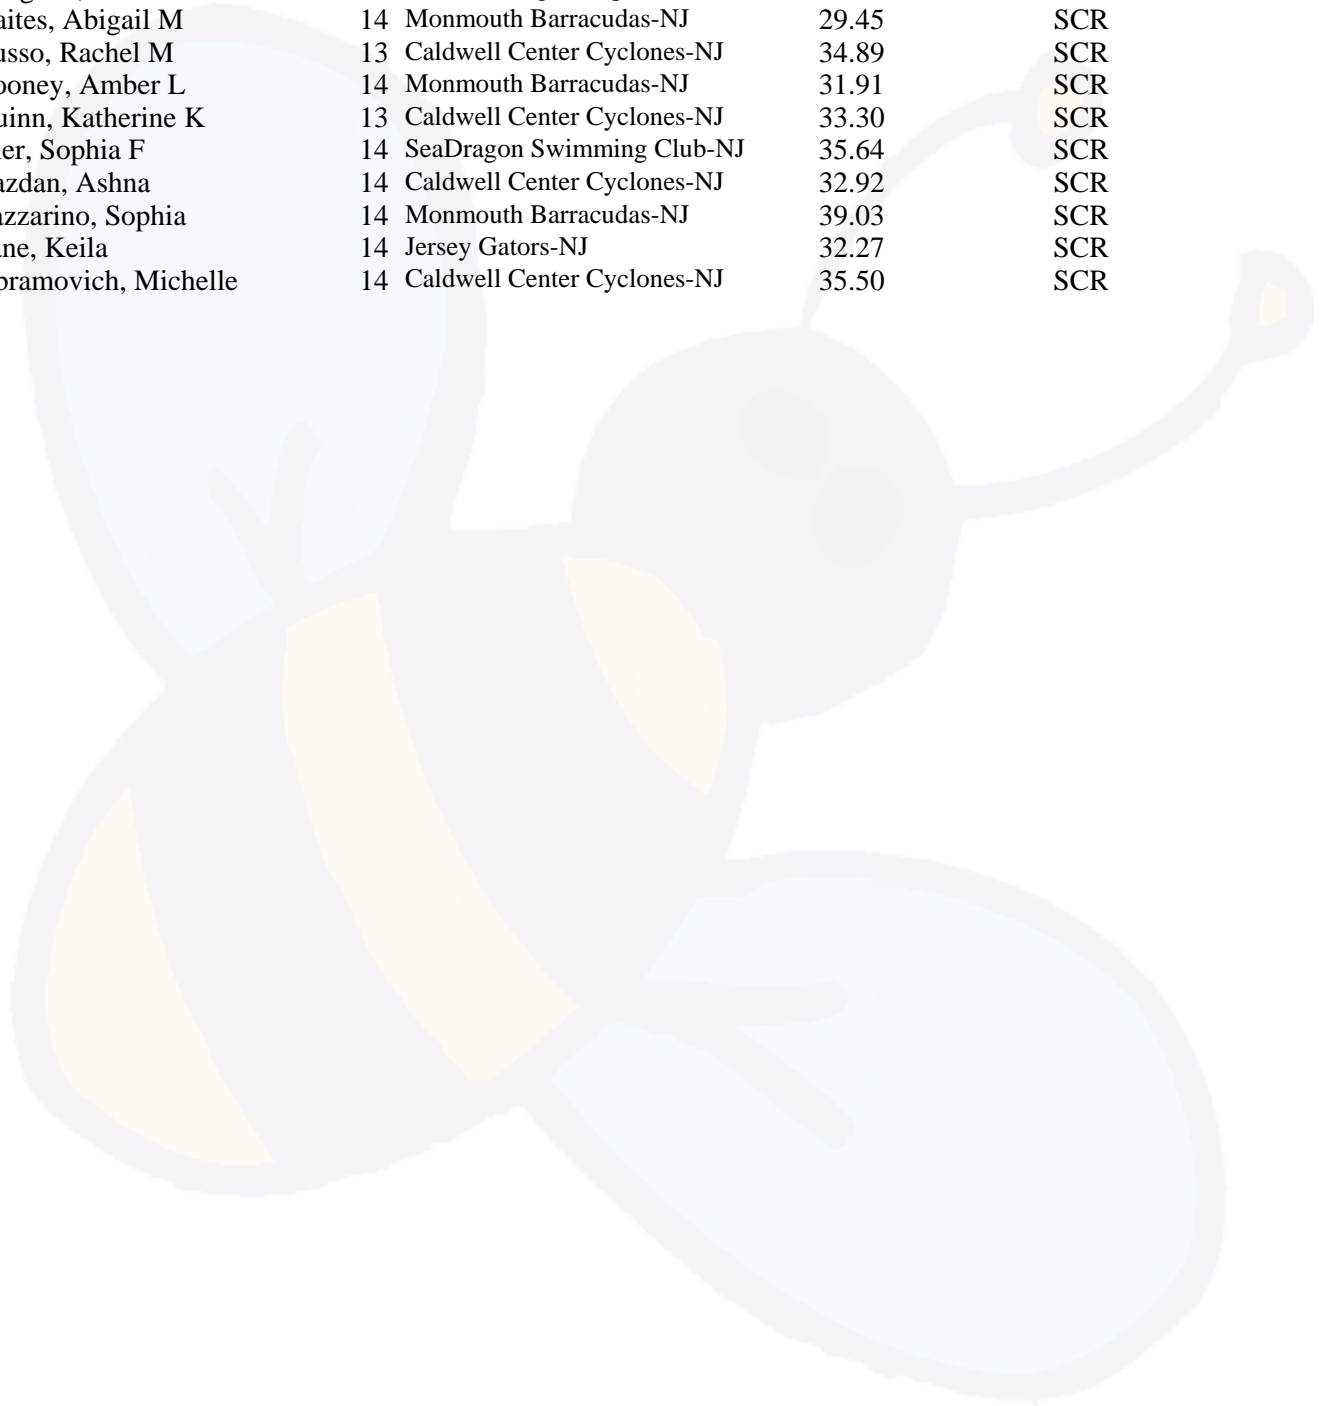 aites, Abigail M 14 Monmouth Barracudas-NJ 29.45 SCR
usso, Rachel M 13 Caldwell Center Cyclones-NJ 34.89 SCR
ooney, Amber L 14 Monmouth Barracudas-NJ 31.91 SCR
uinn, Katherine K 13 Caldwell Center Cyclones-NJ 33.30 SCR
er, Sophia F 14 SeaDragon Swimming Club-NJ 35.64 SCR
azdan, Ashna 14 Caldwell Center Cyclones-NJ 32.92 SCR
azzarino, Sophia 14 Monmouth Barracudas-NJ 39.03 SCR
ane, Keila 14 Jersey Gators-NJ 32.27 SCR
bramovich, Michelle 14 Caldwell Center Cyclones-NJ 35.50 SCR